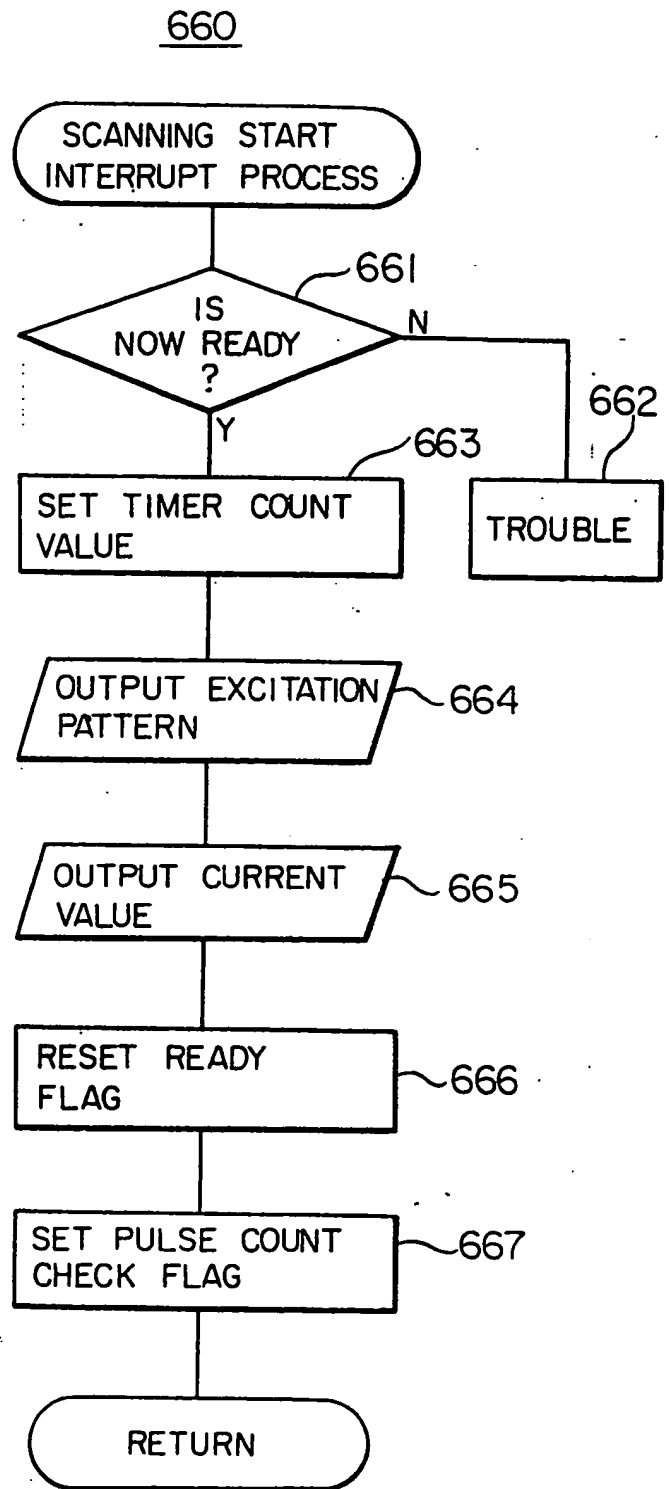 660
SCANNING START
INTERRUPT PROCESS
661
IS
NOW READY
?
N
Y
662
TROUBLE
663
SET TIMER COUNT
VALUE
OUTPUT EXCITATION
PATTERN
664
OUTPUT CURRENT
VALUE
665
RESET READY
FLAG
666
SET PULSE COUNT
CHECK FLAG
667
RETURN